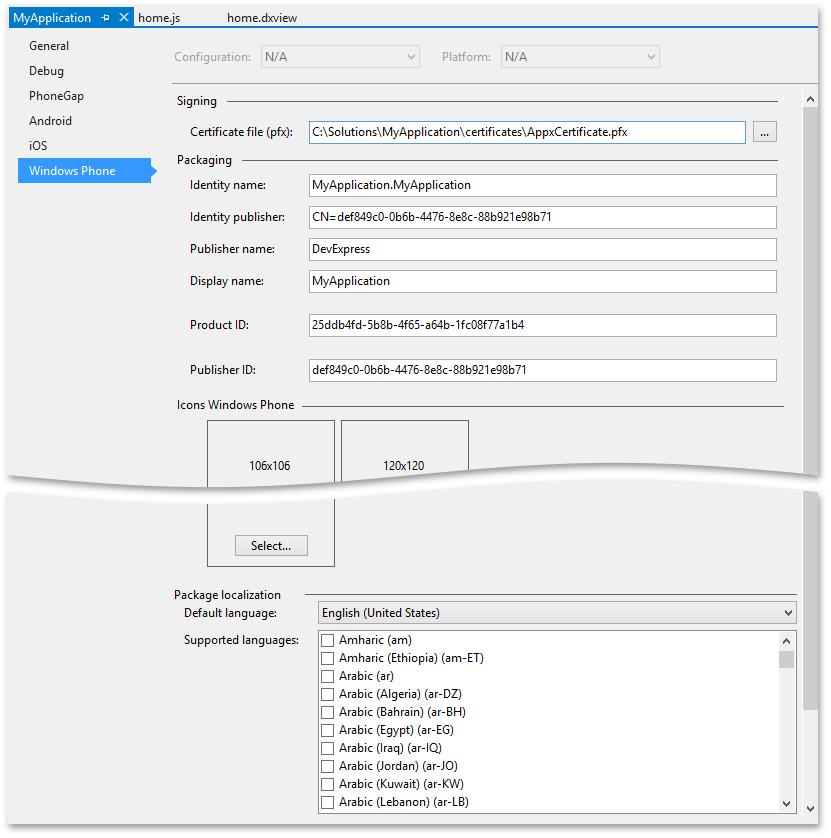 MyApplication home.js home.dxview
General
Debug
PhoneGap
Android
iOS
Windows Phone
Configuration: N/A Platform: N/A
Signing
Certificate file (pfx): C:\Solutions\MyApplication\certificates\AppxCertificate.pfx ...
Packaging
Identity name: MyApplication.MyApplication
Identity publisher: CN=def849c0-0b6b-4476-8e8c-88b921e98b71
Publisher name: DevExpress
Display name: MyApplication
Product ID: 25ddb4fd-5b8b-4f65-a64b-1fc08f77a1b4
Publisher ID: def849c0-0b6b-4476-8e8c-88b921e98b71
Icons Windows Phone
106x106 120x120
Select...
Package localization
Default language: English (United States)
Supported languages: Amharic (am)
Amharic (Ethiopia) (am-ET)
Arabic (ar)
Arabic (Algeria) (ar-DZ)
Arabic (Bahrain) (ar-BH)
Arabic (Egypt) (ar-EG)
Arabic (Iraq) (ar-IQ)
Arabic (Jordan) (ar-JO)
Arabic (Kuwait) (ar-KW)
Arabic (Lebanon) (ar-LB)